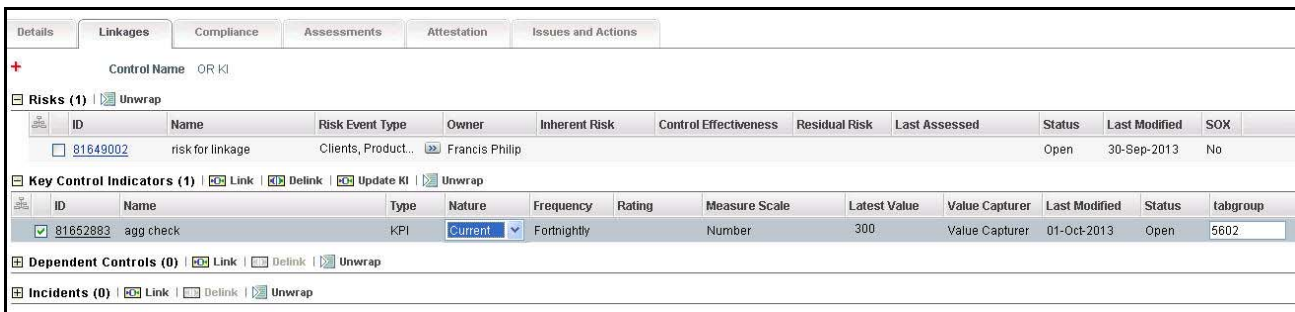 Details Linkages Compliance Assessments Attestation Issues and Actions
+ Control Name OR KI
Risks (1) | Unwrap
ID Name Risk Event Type Owner Inherent Risk Control Effectiveness Residual Risk Last Assessed Status Last Modified SOX
81649002 risk for linkage Clients, Product... >> Francis Philip Open 30-Sep-2013 No
Key Control Indicators (1) | Link | Delink | Update KI | Unwrap
ID Name Type Nature Frequency Rating Measure Scale Latest Value Value Capturer Last Modified Status tabgroup
81652883 agg check KPI Current Fortnightly Number 300 Value Capturer 01-Oct-2013 Open 5602
Dependent Controls (0) | Link | Delink | Unwrap
Incidents (0) | Link | Delink | Unwrap